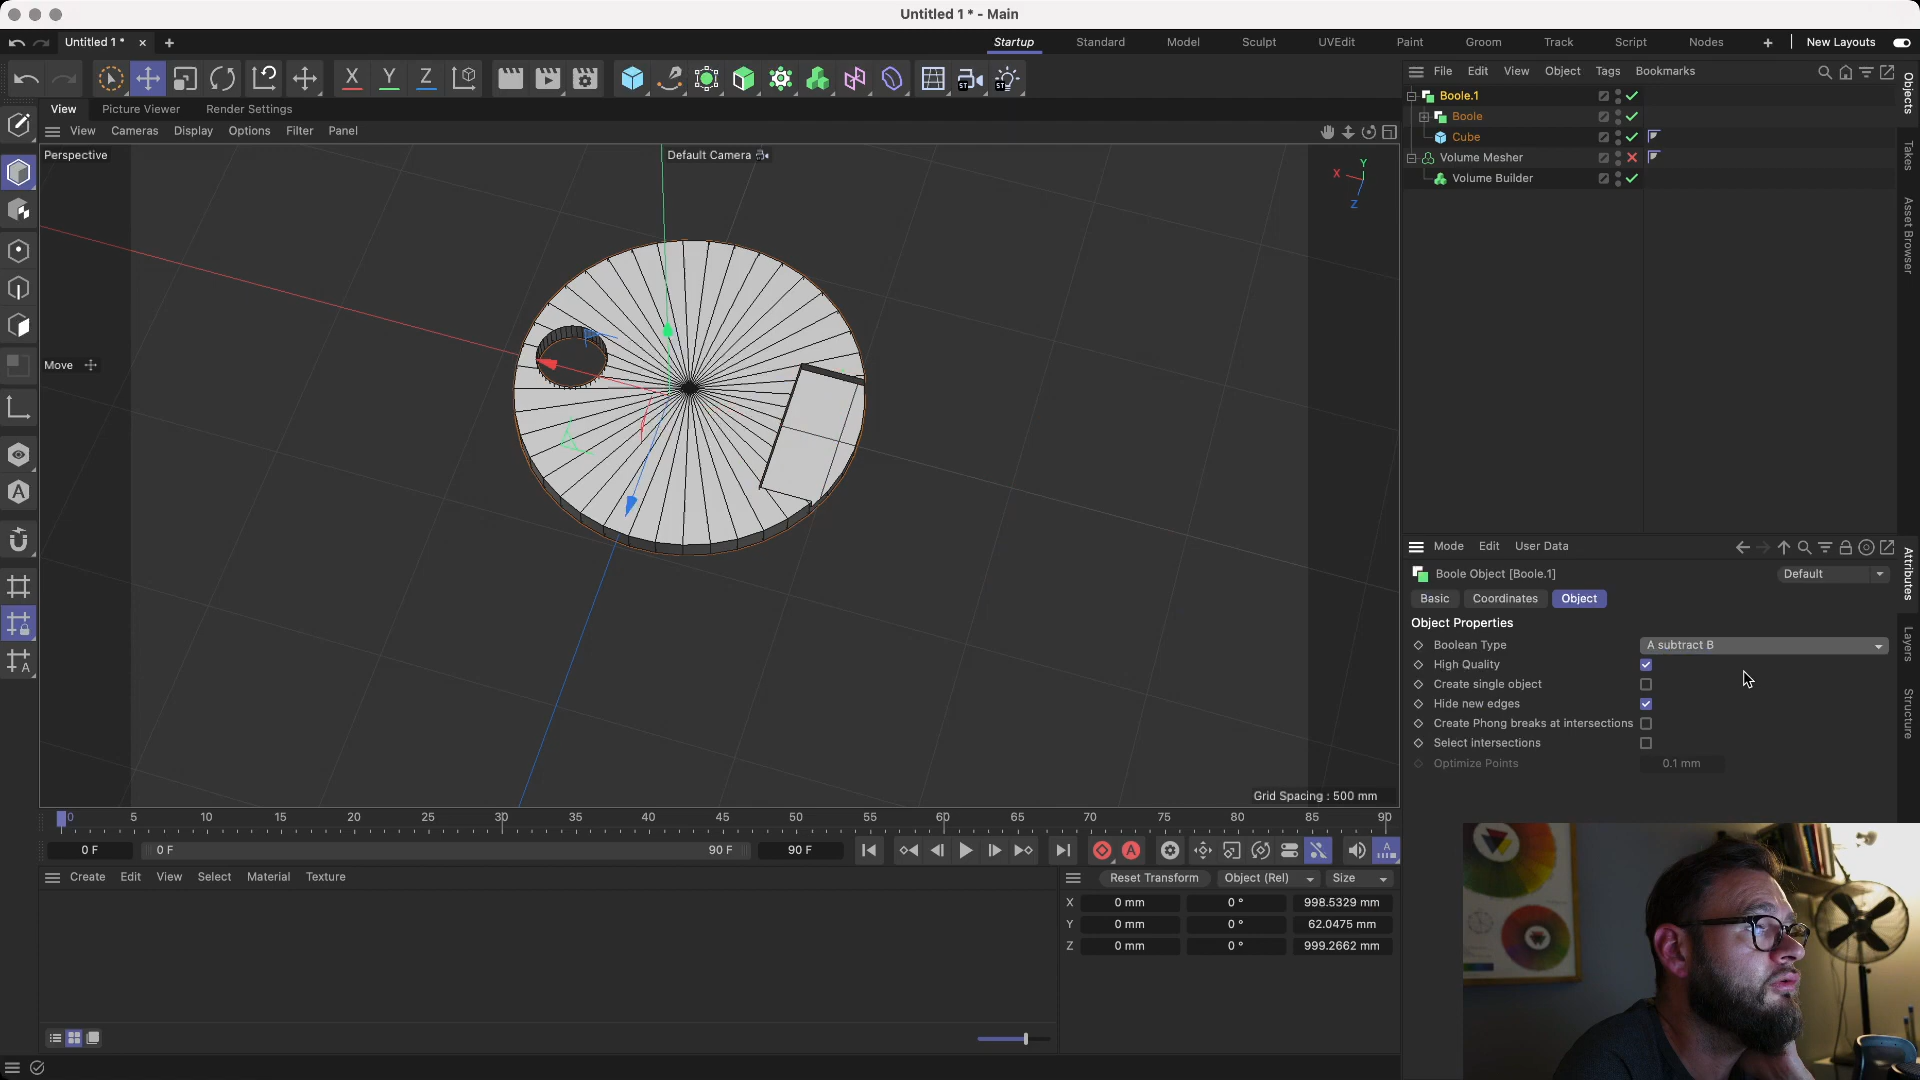 Untitled 1 * - Main
Untitled 1 *
Startup
Standard
Model
Sculpt
UVEdit
Paint
Groom
Track
Script
Nodes
New Layouts
X
Y
Z
ST
ST
View
Picture Viewer
Render Settings
View
Cameras
Display
Options
Filter
Panel
Perspective
Default Camera
Y
X
Z
Move
Grid Spacing : 500 mm
File
Edit
View
Object
Tags
Bookmarks
Boole.1
Boole
Cube
Volume Mesher
Volume Builder
Objects
Takes
Asset Browser
Attributes
Layers
Structure
Mode
Edit
User Data
Boole Object [Boole.1]
Default
Basic
Coordinates
Object
Object Properties
Boolean Type
A subtract B
High Quality
Create single object
Hide new edges
Create Phong breaks at intersections
Select intersections
Optimize Points
0.1 mm
0 5 10 15 20 25 30 35 40 45 50 55 60 65 70 75 80 85 90
0 F
0 F
90 F
90 F
Create
Edit
View
Select
Material
Texture
Reset Transform
Object (Rel)
Size
X 0 mm 0 ° 998.5329 mm
Y 0 mm 0 ° 62.0475 mm
Z 0 mm 0 ° 999.2662 mm